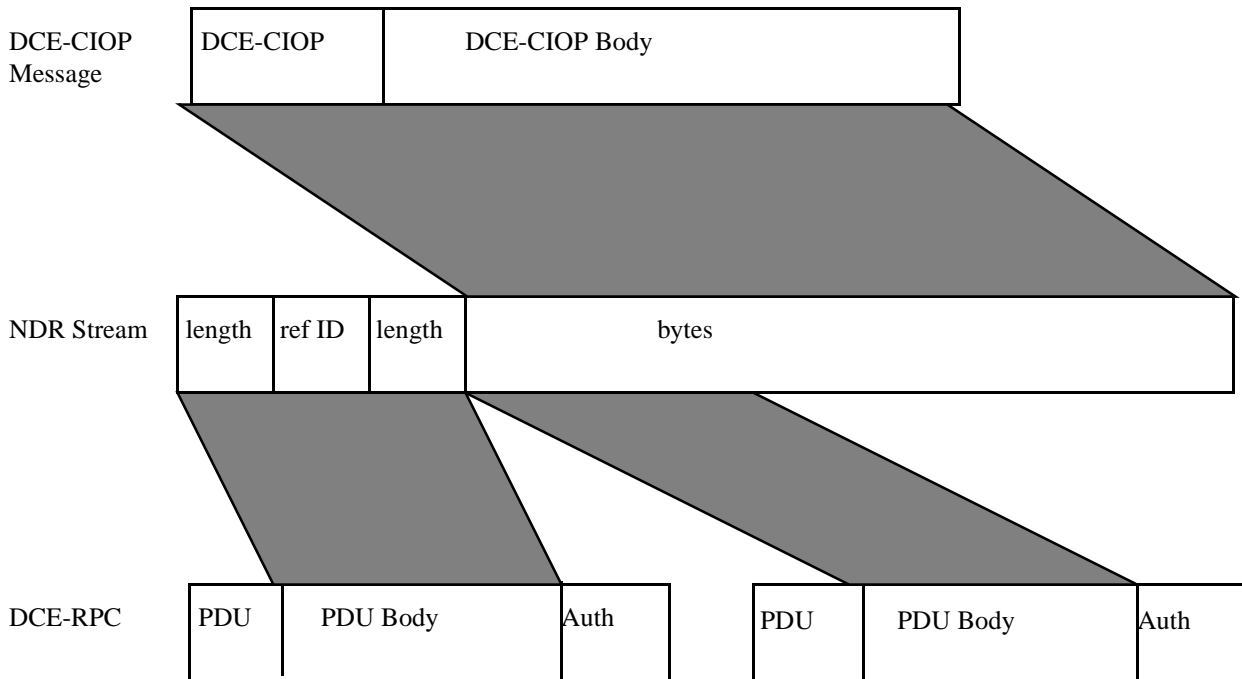 DCE-CIOP Message
DCE-CIOP
DCE-CIOP Body
NDR Stream
length
ref ID
length
bytes
DCE-RPC
PDU
PDU Body
Auth
PDU
PDU Body
Auth